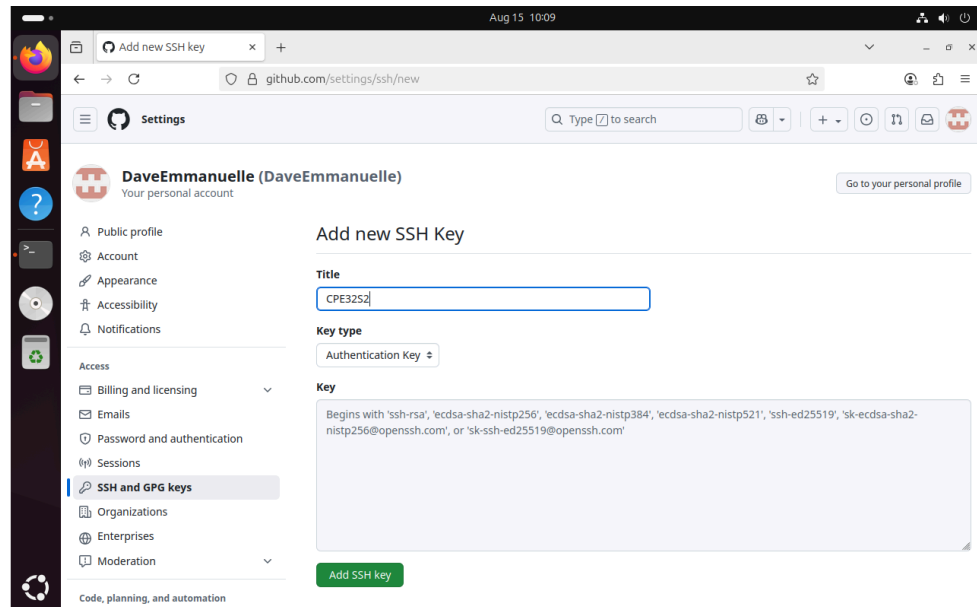 Aug 15 10:09
Add new SSH key
github.com/settings/ssh/new
Settings
Type / to search
DaveEmmanuelle (DaveEmmanuelle)
Your personal account
Go to your personal profile
Public profile
Account
Appearance
Accessibility
Notifications
Access
Billing and licensing
Emails
Password and authentication
Sessions
SSH and GPG keys
Organizations
Enterprises
Moderation
Code, planning, and automation
Add new SSH Key
Title
CPE32S2
Key type
Authentication Key
Key
Begins with 'ssh-rsa', 'ecdsa-sha2-nistp256', 'ecdsa-sha2-nistp384', 'ecdsa-sha2-nistp521', 'ssh-ed25519', 'sk-ecdsa-sha2-
nistp256@openssh.com', or 'sk-ssh-ed25519@openssh.com'
Add SSH key